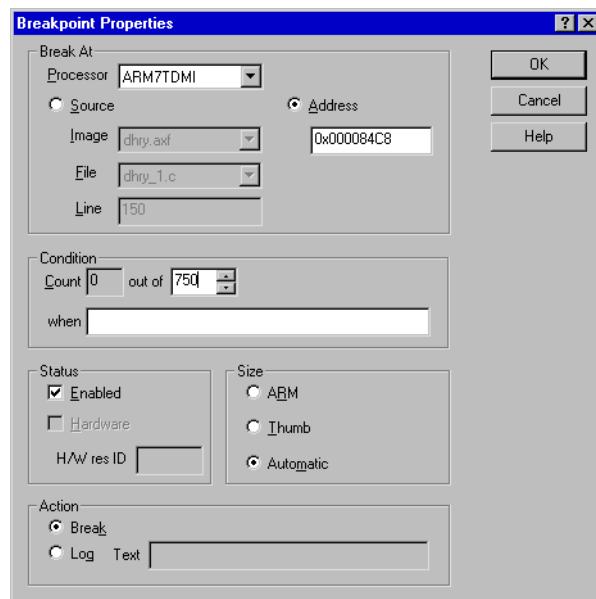 Breakpoint Properties
Break At
Processor ARM7TDMI
OK
Source
Address
Cancel
Image dhry.axf
0x000084C8
Help
File dhry_1.c
Line 150
Condition
Count 0 out of 750
when
Status
Size
Enabled
ARM
Hardware
Thumb
H/W res ID
Automatic
Action
Break
Log Text